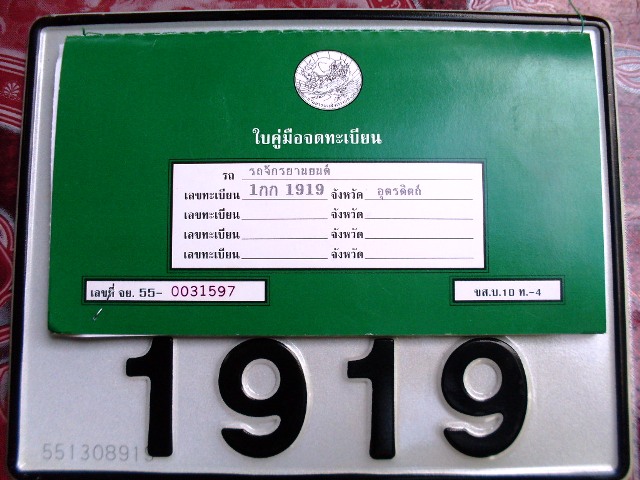 ใบคู่มือจดทะเบียน
รถ รถจักรยานยนต์
เลขทะเบียน 1กก 1919 จังหวัด อุตรดิตถ์
เลขทะเบียน จังหวัด
เลขทะเบียน จังหวัด
เลขทะเบียน จังหวัด
เลขที่ จย. 55- 0031597
ขส.บ.10 ท.-4
1919